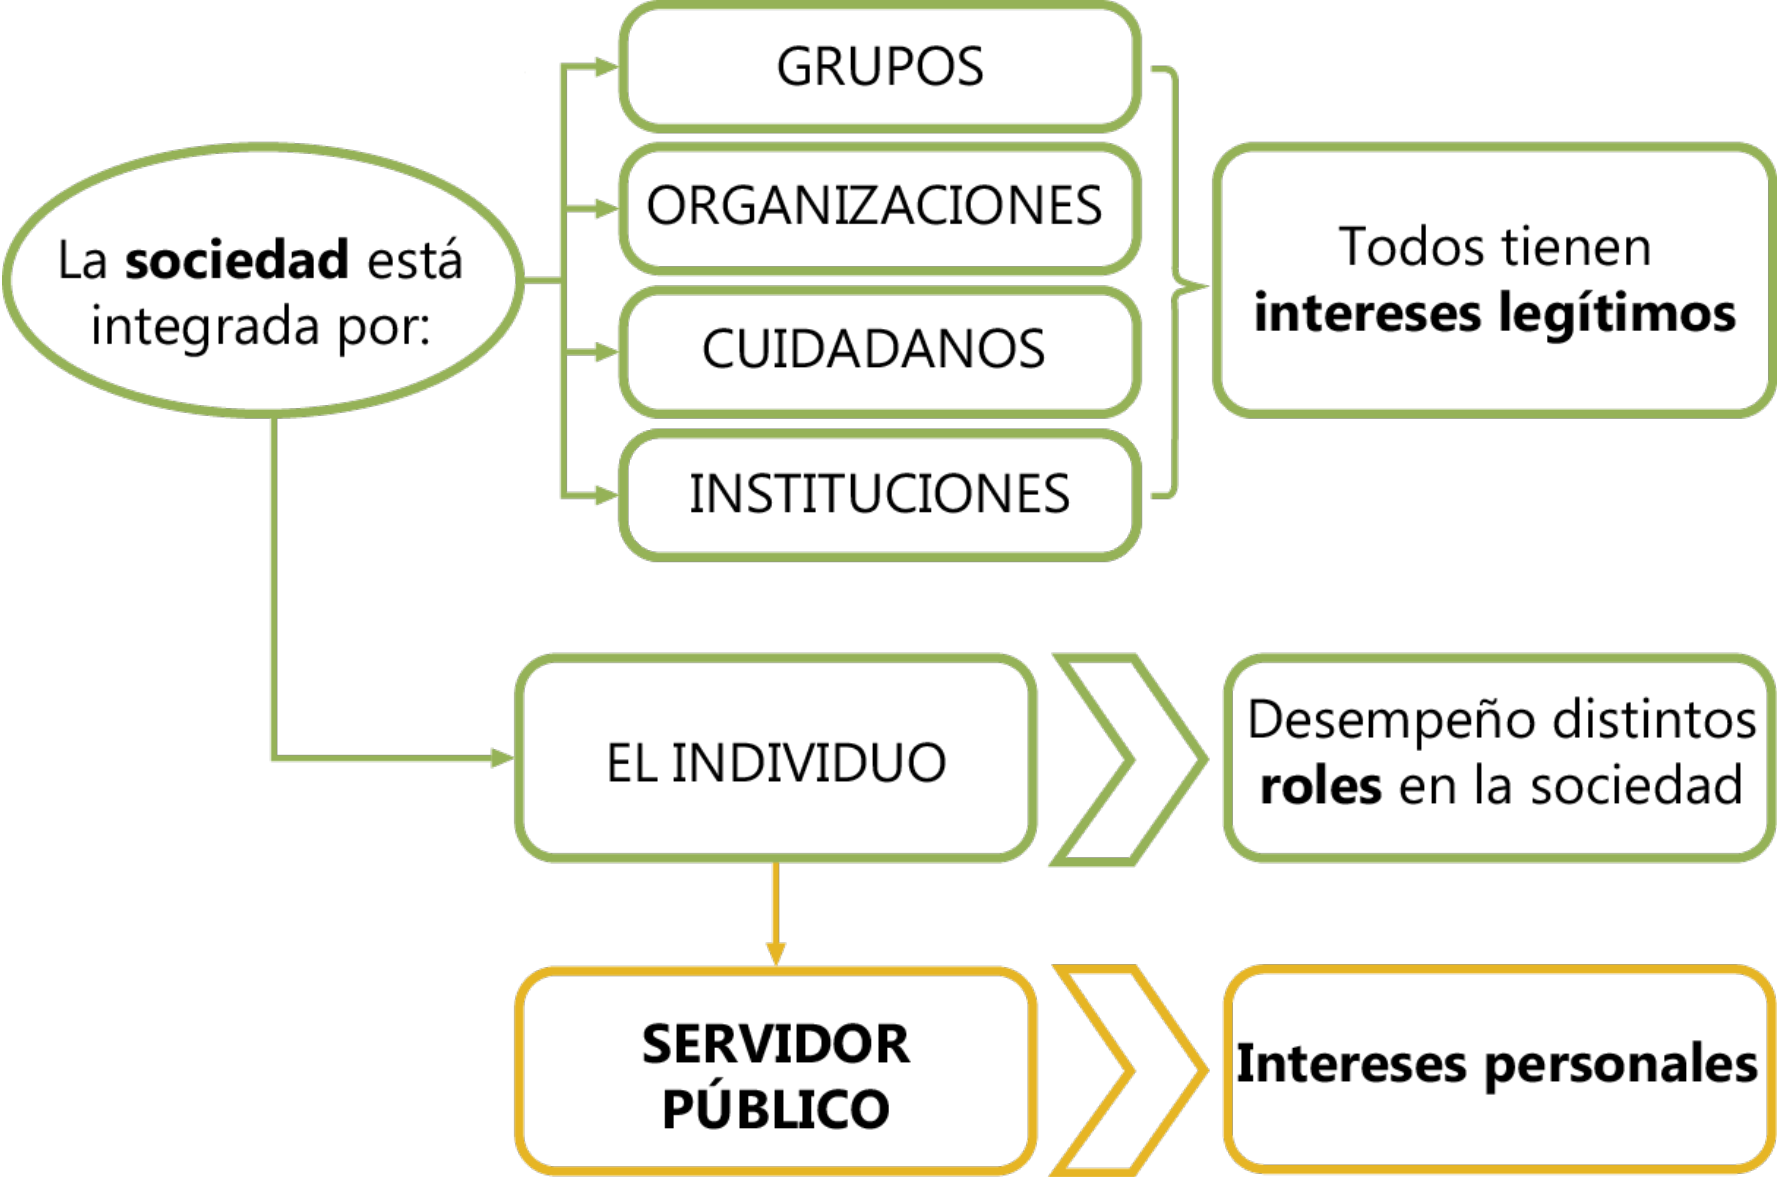 La sociedad está
integrada por:
GRUPOS
ORGANIZACIONES
CUIDADANOS
INSTITUCIONES
Todos tienen
intereses legítimos
EL INDIVIDUO
Desempeño distintos
roles en la sociedad
SERVIDOR
PÚBLICO
Intereses personales